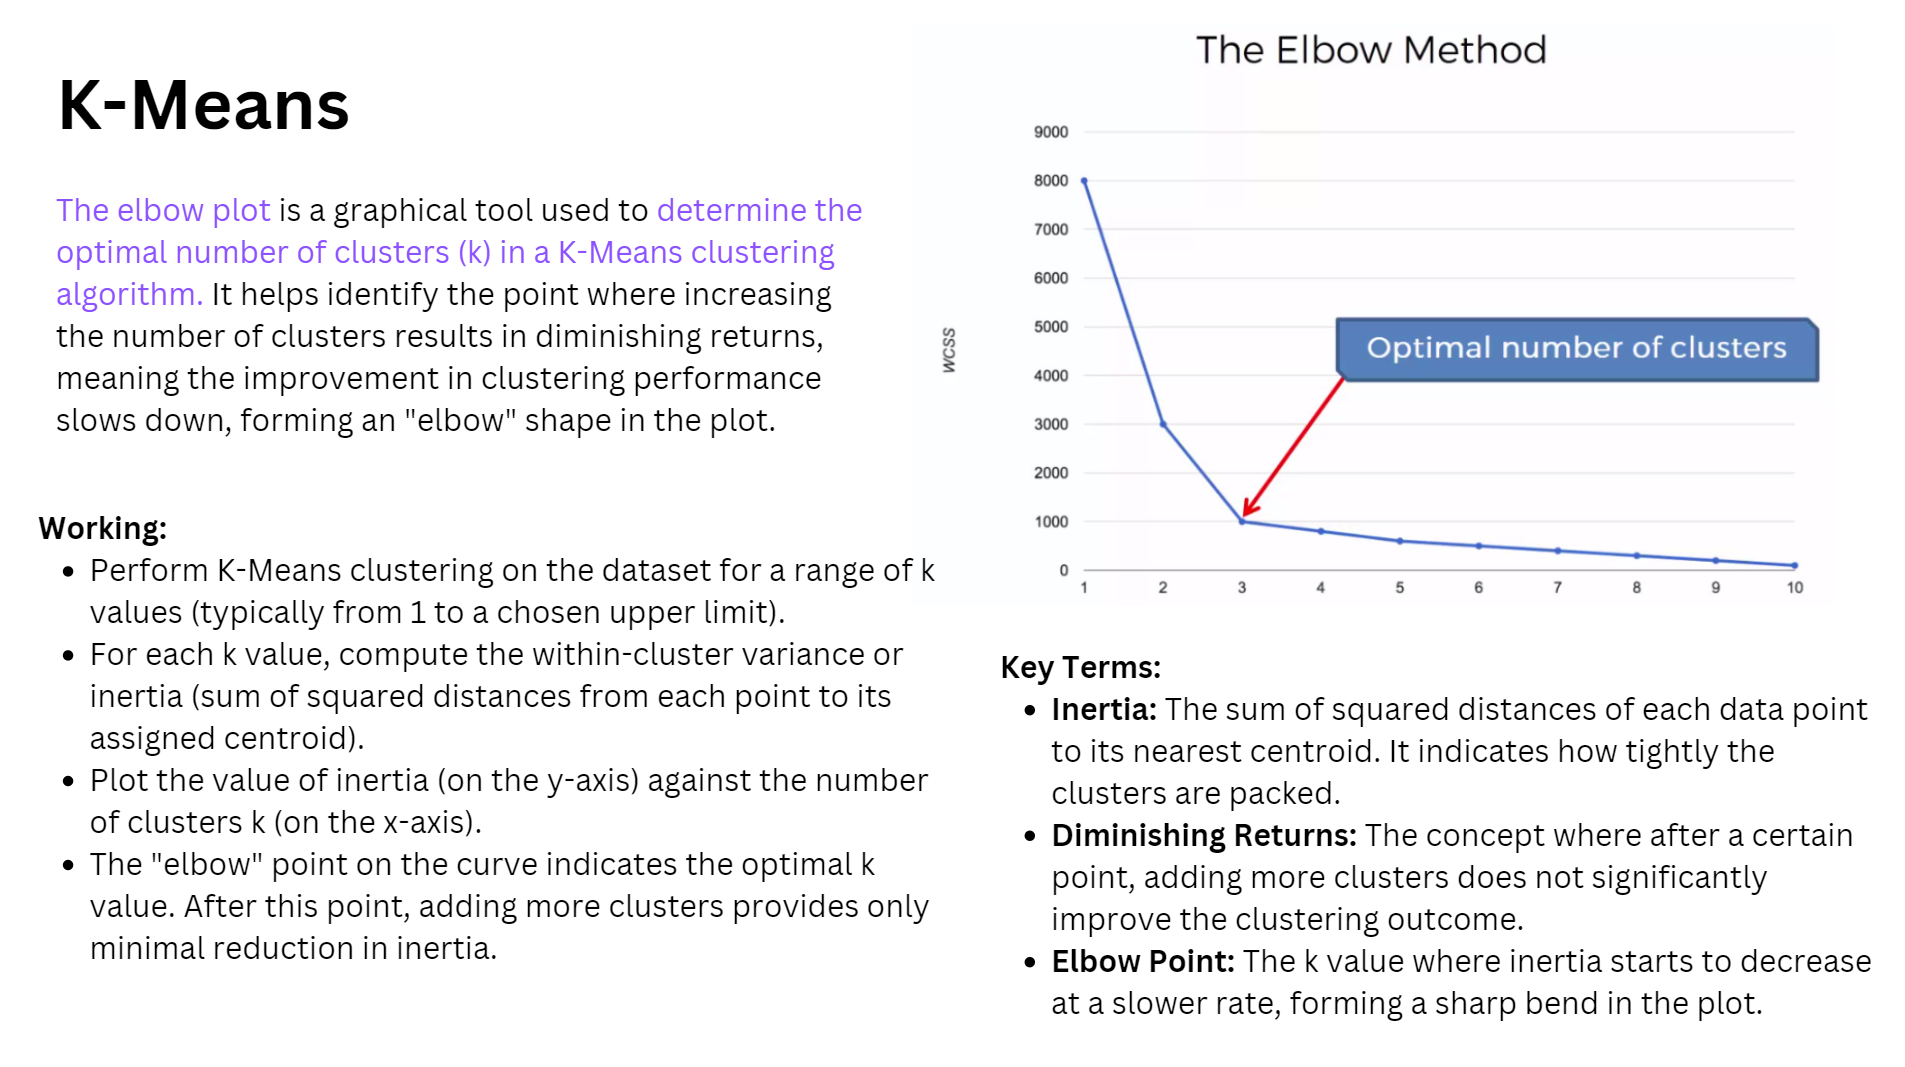 K-Means
The elbow plot is a graphical tool used to determine the
optimal number of clusters (k) in a K-Means clustering
algorithm. It helps identify the point where increasing
the number of clusters results in diminishing returns,
meaning the improvement in clustering performance
slows down, forming an "elbow" shape in the plot.
Working:
• Perform K-Means clustering on the dataset for a range of k
values (typically from 1 to a chosen upper limit).
• For each k value, compute the within-cluster variance or
inertia (sum of squared distances from each point to its
assigned centroid).
• Plot the value of inertia (on the y-axis) against the number
of clusters k (on the x-axis).
• The "elbow" point on the curve indicates the optimal k
value. After this point, adding more clusters provides only
minimal reduction in inertia.
The Elbow Method
9000
8000
7000
6000
5000
4000
3000
2000
1000
0
WCSS
Optimal number of clusters
1 2 3 4 5 6 7 8 9 10
Key Terms:
• Inertia: The sum of squared distances of each data point
to its nearest centroid. It indicates how tightly the
clusters are packed.
• Diminishing Returns: The concept where after a certain
point, adding more clusters does not significantly
improve the clustering outcome.
• Elbow Point: The k value where inertia starts to decrease
at a slower rate, forming a sharp bend in the plot.